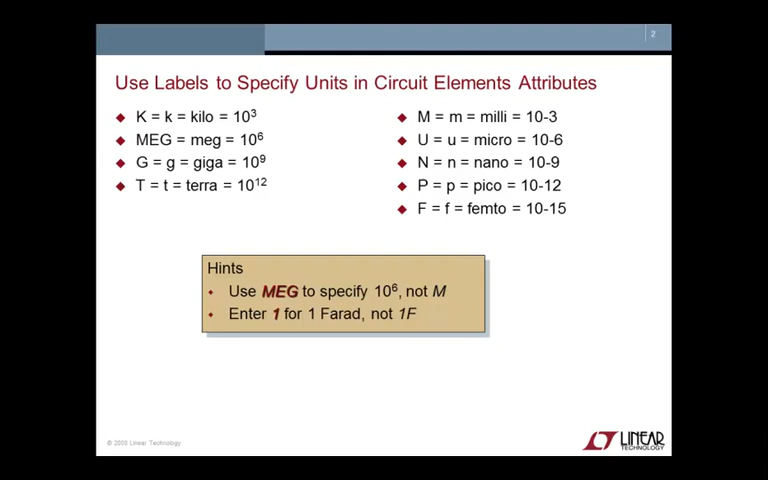 2
Use Labels to Specify Units in Circuit Elements Attributes
◆ K = k = kilo = 10³
◆ MEG = meg = 10⁶
◆ G = g = giga = 10⁹
◆ T = t = terra = 10¹²
◆ M = m = milli = 10-3
◆ U = u = micro = 10-6
◆ N = n = nano = 10-9
◆ P = p = pico = 10-12
◆ F = f = femto = 10-15
Hints
◆ Use MEG to specify 10⁶, not M
◆ Enter 1 for 1 Farad, not 1F
© 2008 Linear Technology
LINEAR
TECHNOLOGY